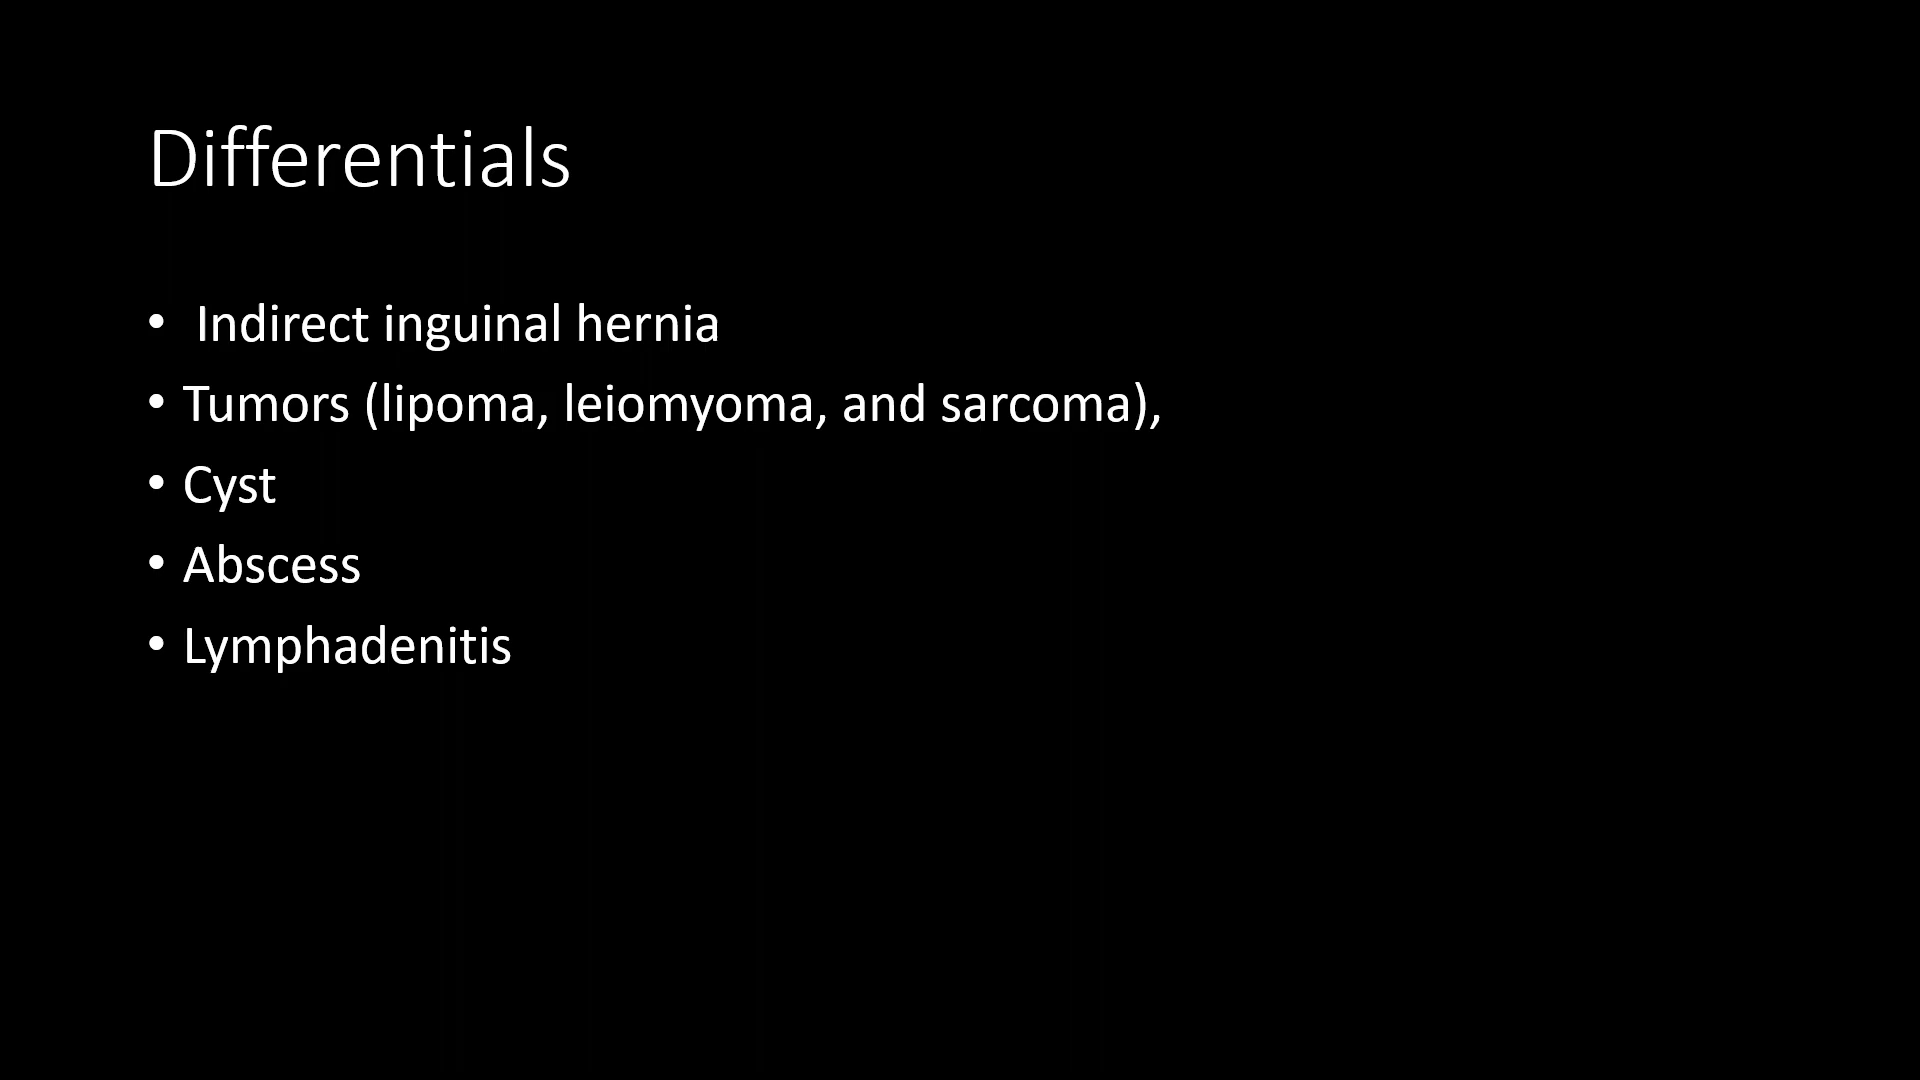 Differentials
• Indirect inguinal hernia
• Tumors (lipoma, leiomyoma, and sarcoma),
• Cyst
• Abscess
• Lymphadenitis